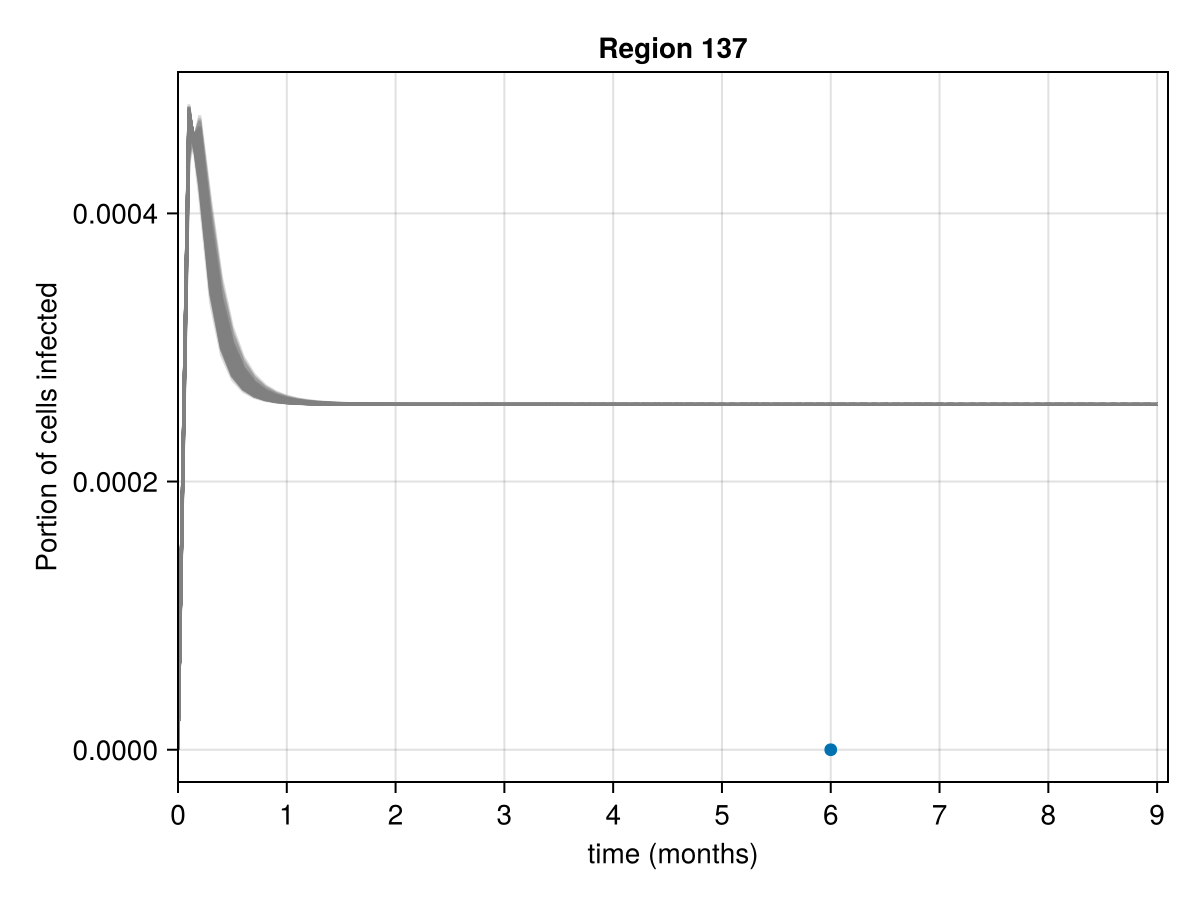 Region 137
Portion of cells infected
0.0004
0.0002
0.0000
0 1 2 3 4 5 6 7 8 9
time (months)